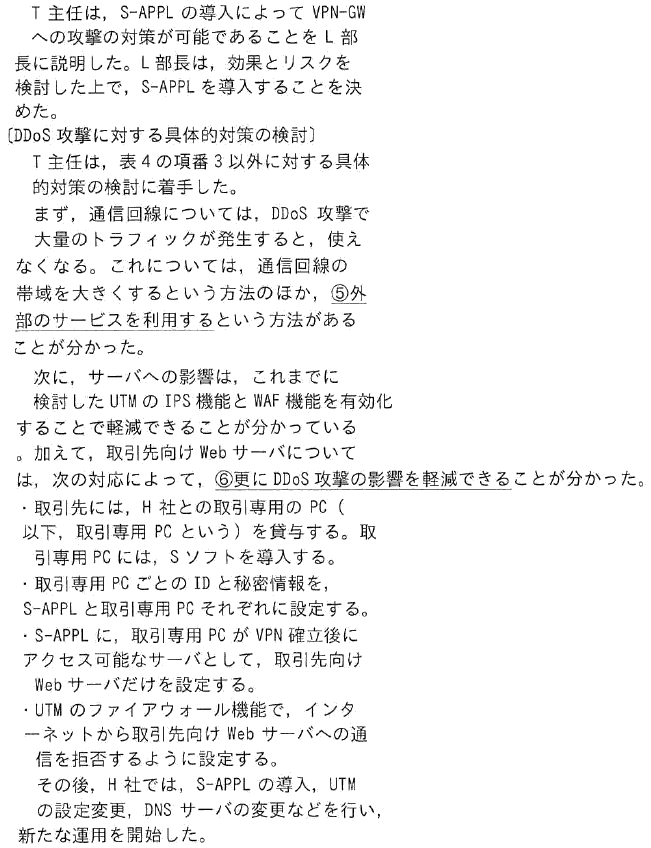 T 主任は，S-APPL の導入によって VPN-GW
への攻撃の対策が可能であることを L 部
長に説明した。L 部長は，効果とリスクを
検討した上で，S-APPL を導入することを決
めた。
〔DDoS 攻撃に対する具体的対策の検討〕
T 主任は，表 4 の項番 3 以外に対する具体
的対策の検討に着手した。
まず，通信回線については，DDoS 攻撃で
大量のトラフィックが発生すると，使え
なくなる。これについては，通信回線の
帯域を大きくするという方法のほか，⑤外
部のサービスを利用するという方法がある
ことが分かった。
次に，サーバへの影響は，これまでに
検討した UTM の IPS 機能と WAF 機能を有効化
することで軽減できることが分かっている
。加えて，取引先向け Web サーバについて
は，次の対応によって，⑥更に DDoS 攻撃の影響を軽減できることが分かった。
・取引先には，H 社との取引専用の PC（
以下，取引専用 PC という）を貸与する。取
引専用 PC には，S ソフトを導入する。
・取引専用 PC ごとの ID と秘密情報を，
S-APPL と取引専用 PC それぞれに設定する。
・S-APPL に，取引専用 PC が VPN 確立後に
アクセス可能なサーバとして，取引先向け
Web サーバだけを設定する。
・UTM のファイアウォール機能で，インタ
ーネットから取引先向け Web サーバへの通
信を拒否するように設定する。
その後，H 社では，S-APPL の導入，UTM
の設定変更，DNS サーバの変更などを行い，
新たな運用を開始した。